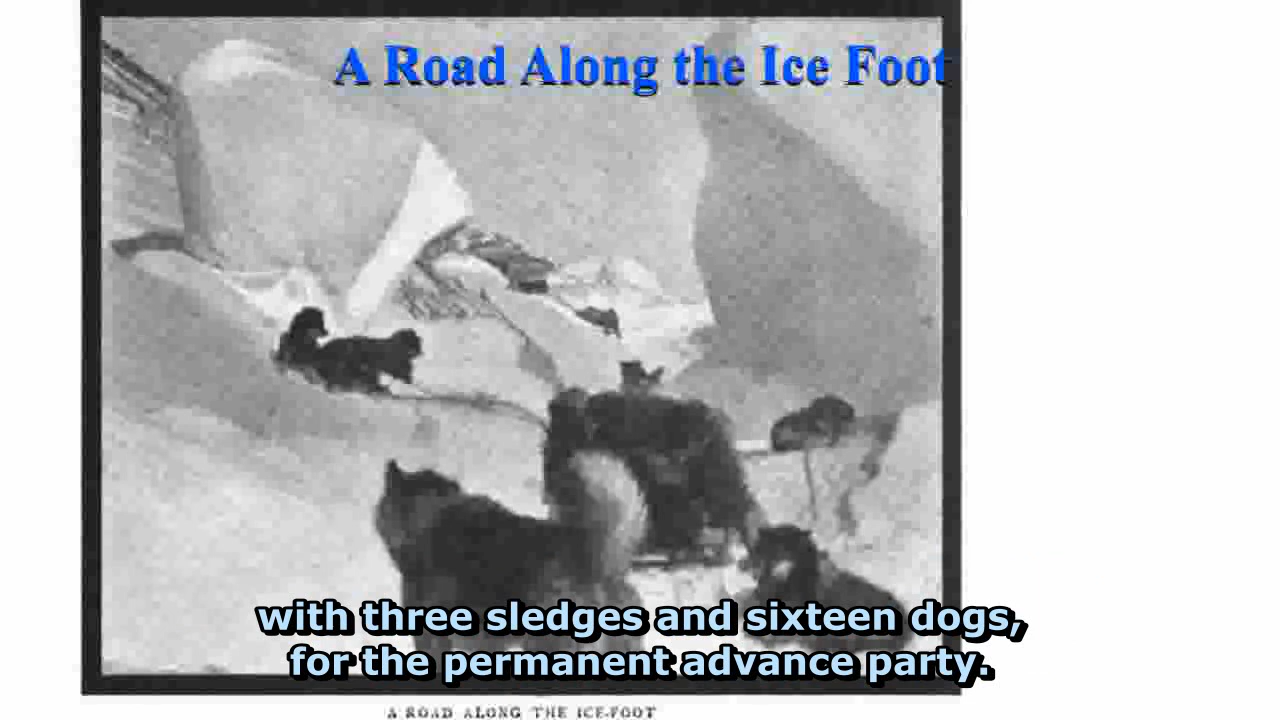 A Road Along the Ice Foot
with three sledges and sixteen dogs,
for the permanent advance party.
A ROAD ALONG THE ICE-FOOT